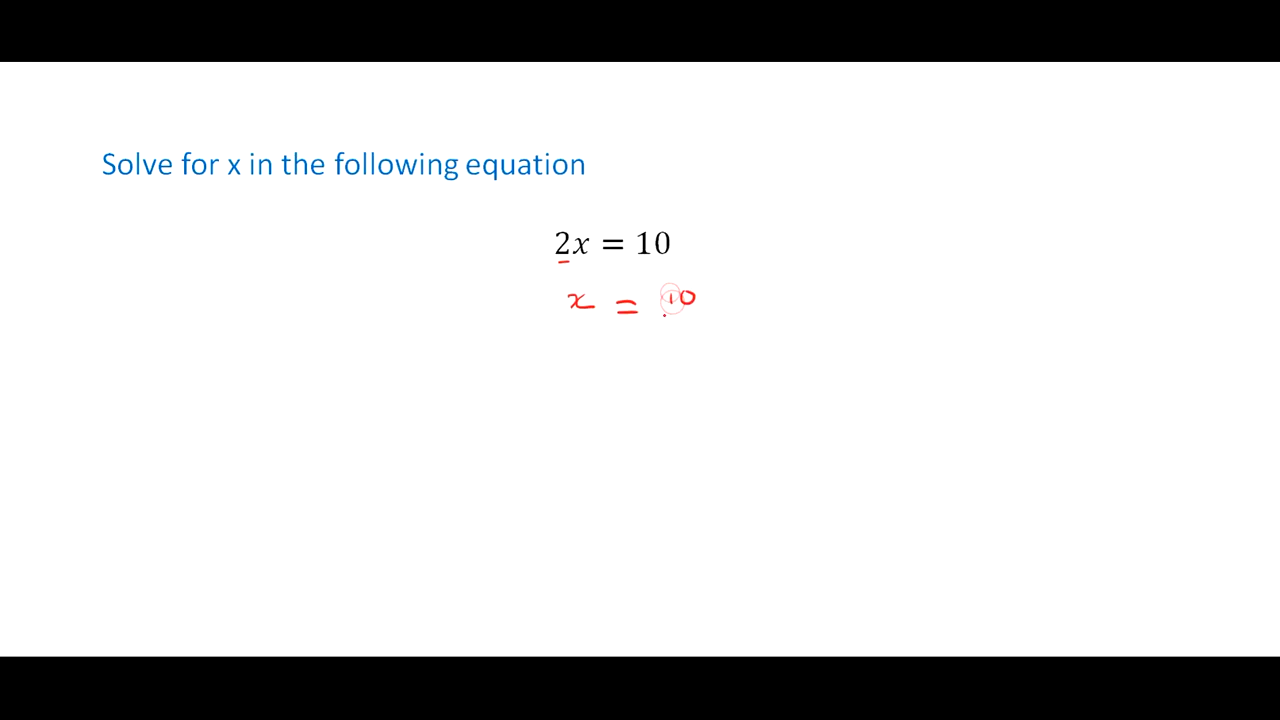 Solve for x in the following equation
2x = 10
x = 10